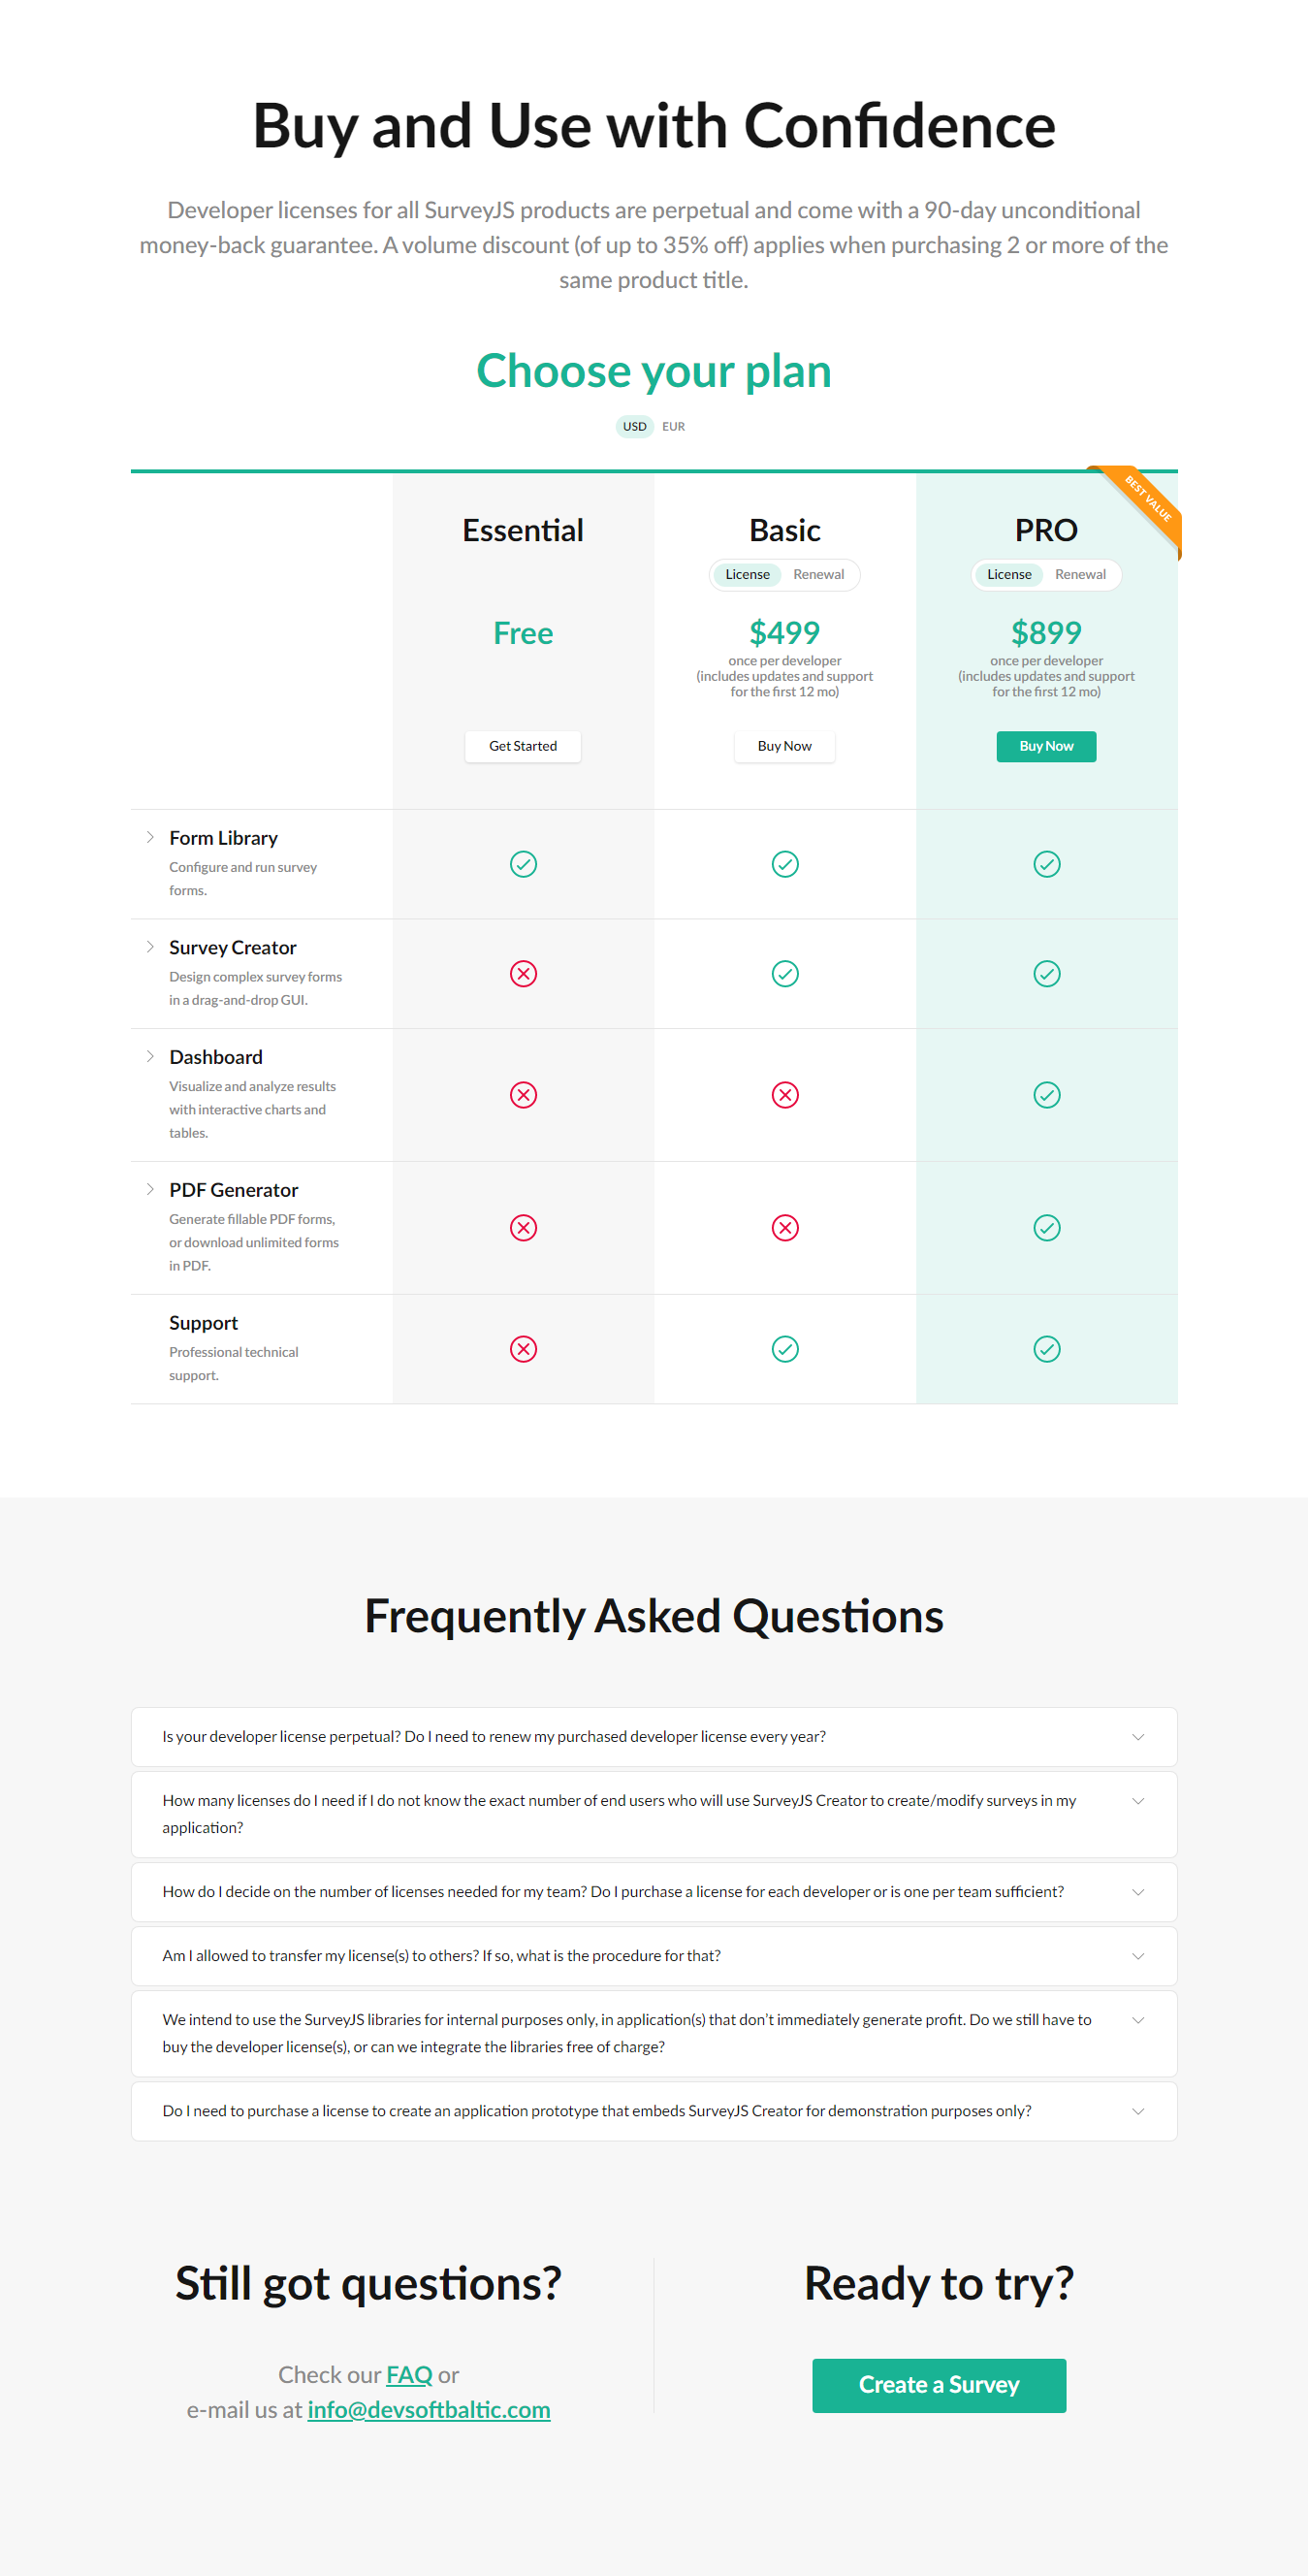 Buy and Use with Confidence
Developer licenses for all SurveyJS products are perpetual and come with a 90-day unconditional
money-back guarantee. A volume discount (of up to 35% off) applies when purchasing 2 or more of the
same product title.
Choose your plan
USD EUR
BEST VALUE
Essential
Free
Get Started
Basic
License Renewal
$499
once per developer
(includes updates and support
for the first 12 mo)
Buy Now
PRO
License Renewal
$899
once per developer
(includes updates and support
for the first 12 mo)
Buy Now
Form Library
Configure and run survey
forms.
Survey Creator
Design complex survey forms
in a drag-and-drop GUI.
Dashboard
Visualize and analyze results
with interactive charts and
tables.
PDF Generator
Generate fillable PDF forms,
or download unlimited forms
in PDF.
Support
Professional technical
support.
Frequently Asked Questions
Is your developer license perpetual? Do I need to renew my purchased developer license every year?
How many licenses do I need if I do not know the exact number of end users who will use SurveyJS Creator to create/modify surveys in my
application?
How do I decide on the number of licenses needed for my team? Do I purchase a license for each developer or is one per team sufficient?
Am I allowed to transfer my license(s) to others? If so, what is the procedure for that?
We intend to use the SurveyJS libraries for internal purposes only, in application(s) that don’t immediately generate profit. Do we still have to
buy the developer license(s), or can we integrate the libraries free of charge?
Do I need to purchase a license to create an application prototype that embeds SurveyJS Creator for demonstration purposes only?
Still got questions?
Check our FAQ or
e-mail us at info@devsoftbaltic.com
Ready to try?
Create a Survey